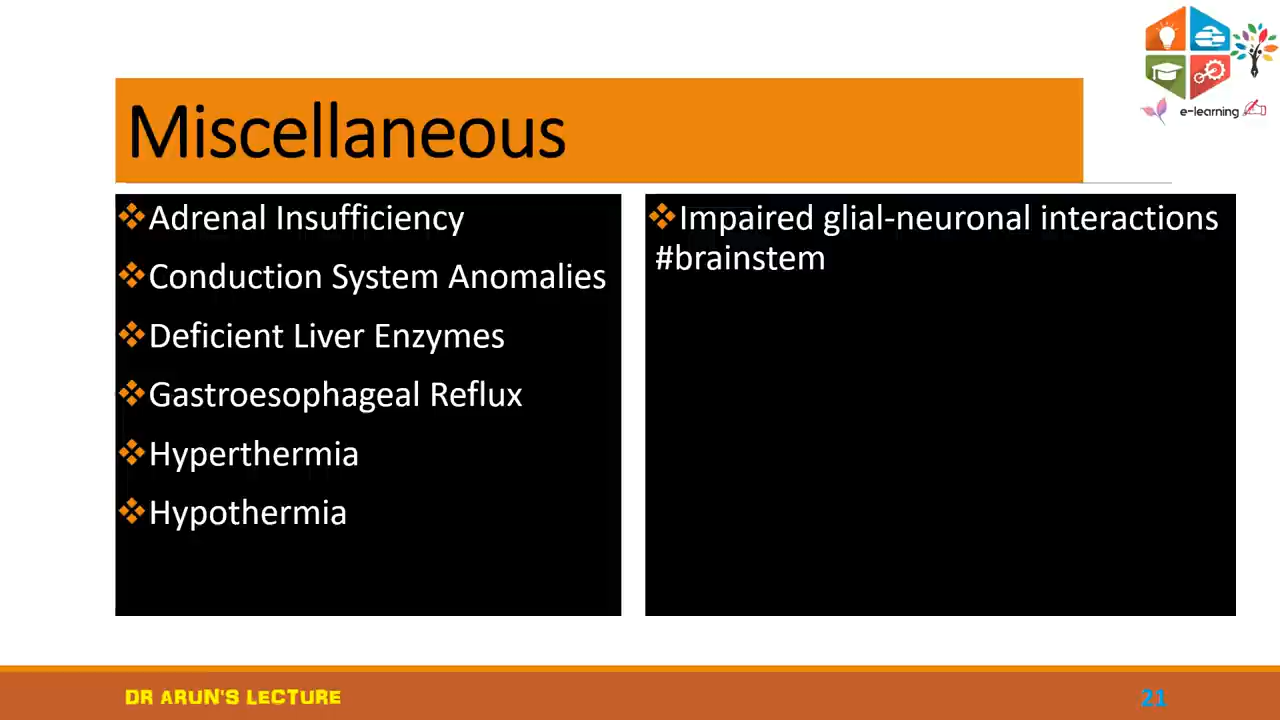 e-learning
Miscellaneous
Adrenal Insufficiency
Conduction System Anomalies
Deficient Liver Enzymes
Gastroesophageal Reflux
Hyperthermia
Hypothermia
Impaired glial-neuronal interactions
#brainstem
DR ARUN'S LECTURE
21